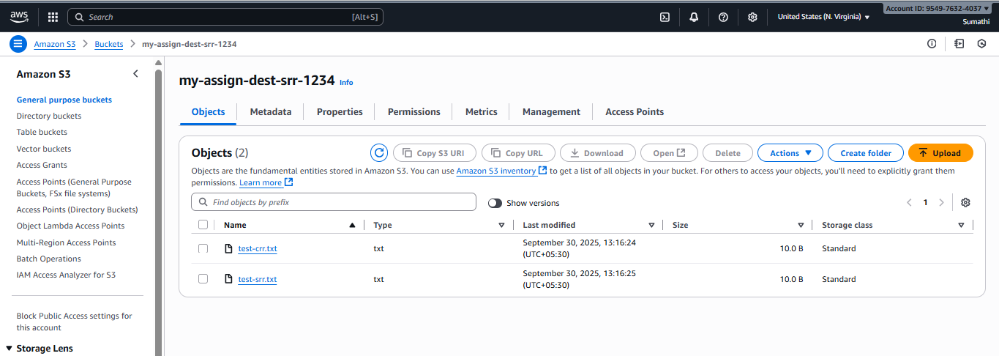 aws
Search
[Alt+S]
United States (N. Virginia)
Account ID: 9549-7632-4037
Sumathi
Amazon S3 > Buckets > my-assign-dest-srr-1234
Amazon S3
General purpose buckets
Directory buckets
Table buckets
Vector buckets
Access Grants
Access Points (General Purpose
Buckets, FSx file systems)
Access Points (Directory Buckets)
Object Lambda Access Points
Multi-Region Access Points
Batch Operations
IAM Access Analyzer for S3
Block Public Access settings for
this account
Storage Lens
my-assign-dest-srr-1234 Info
Objects Metadata Properties Permissions Metrics Management Access Points
Objects (2)
Copy S3 URI Copy URL Download Open Delete Actions Create folder Upload
Objects are the fundamental entities stored in Amazon S3. You can use Amazon S3 inventory to get a list of all objects in your bucket. For others to access your objects, you'll need to explicitly grant them
permissions. Learn more
Find objects by prefix
Show versions
1
Name Type Last modified Size Storage class
test-crr.txt txt September 30, 2025, 13:16:24 10.0 B Standard
(UTC+05:30)
test-srr.txt txt September 30, 2025, 13:16:25 10.0 B Standard
(UTC+05:30)